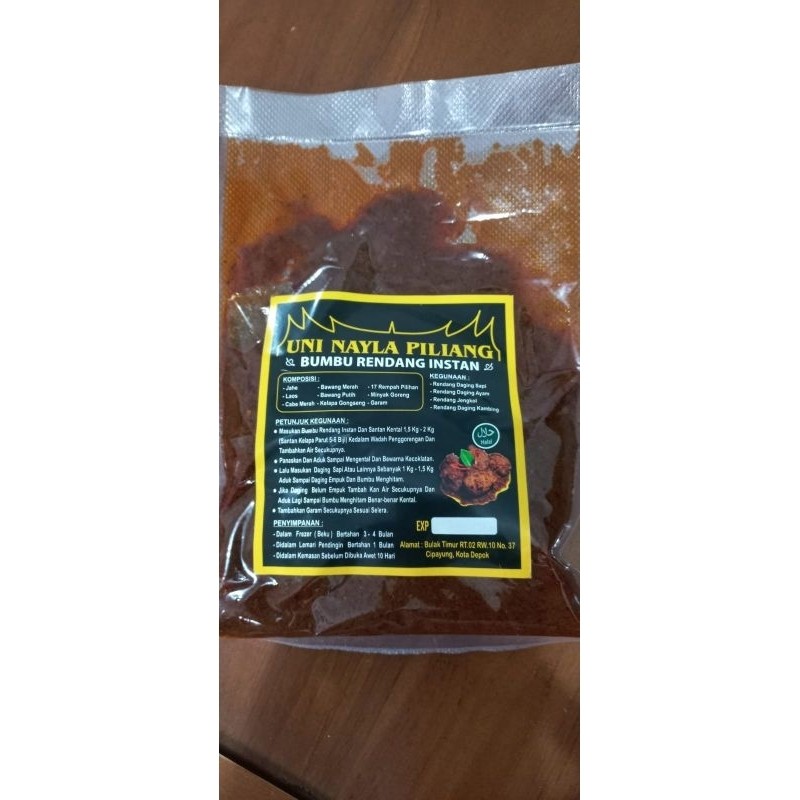 UNI NAYLA PILIANG
BUMBU RENDANG INSTAN
KOMPOSISI :
- Jahe - Bawang Merah - 17 Rempah Pilihan
- Laos - Bawang Putih - Minyak Goreng
- Cabe Merah - Kelapa Gongseng - Garam
KEGUNAAN :
- Rendang Daging Sapi
- Rendang Daging Ayam
- Rendang Jengkol
- Rendang Daging Kambing
PETUNJUK KEGUNAAN :
● Masukan Bumbu Rendang Instan Dan Santan Kental 1,5 Kg - 2 Kg
(Santan Kelapa Parut 5-6 Biji) Kedalam Wadah Penggorengan Dan
Tambahkan Air Secukupnya.
● Panaskan Dan Aduk Sampai Mengental Dan Bewarna Kecoklatan.
● Lalu Masukan Daging Sapi Atau Lainnya Sebanyak 1 Kg - 1,5 Kg
Aduk Sampai Daging Empuk Dan Bumbu Menghitam.
● Jika Daging Belum Empuk Tambah Kan Air Secukupnya Dan
Aduk Lagi Sampai Bumbu Menghitam Benar-benar Kental.
● Tambahkan Garam Secukupnya Sesuai Selera.
حلال
Halal
PENYIMPANAN :
- Dalam Frezer ( Beku ) Bertahan 3 - 4 Bulan
- Didalam Lemari Pendingin Bertahan 1 Bulan
- Didalam Kemasan Sebelum Dibuka Awet 10 Hari
EXP
Alamat : Bulak Timur RT.02 RW.10 No. 37
Cipayung, Kota Depok